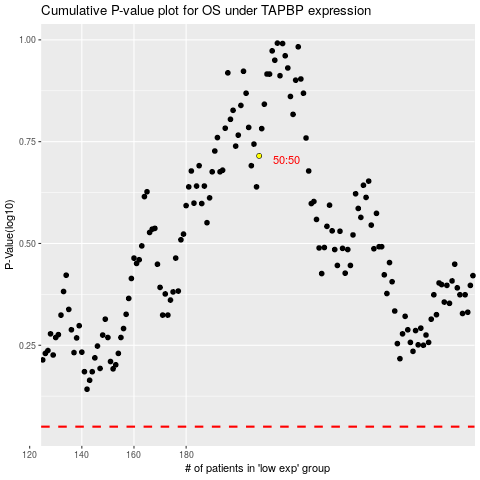 Cumulative P-value plot for OS under TAPBP expression
P-Value(log10)
1.00
0.75
0.50
0.25
50:50
120 140 160 180
# of patients in 'low exp' group